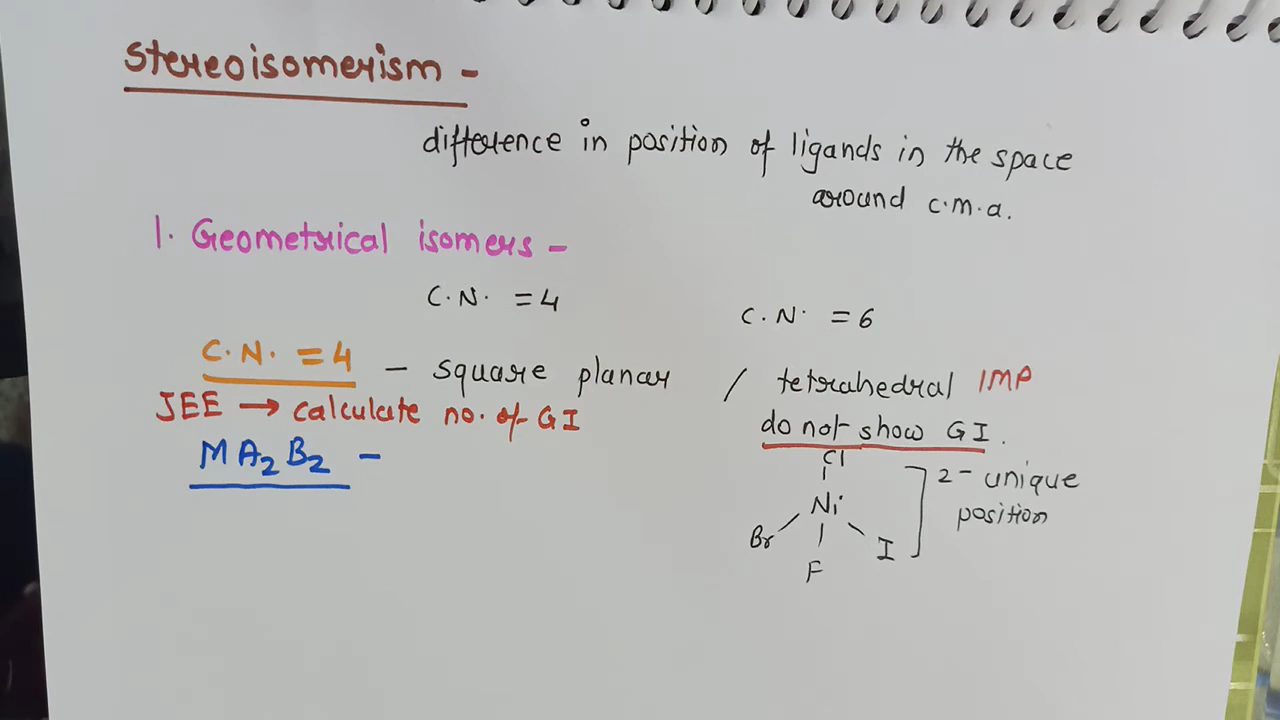 Stereoisomerism -
difference in position of ligands in the space
around c.m.a.
1. Geometrical isomers -
C.N. = 4
C.N. = 6
C.N. = 4 - square planar / tetrahedral IMP
JEE → calculate no. of GI
do not show GI.
MA2B2 -
Cl
Ni
Br
I
F
2 - unique
position